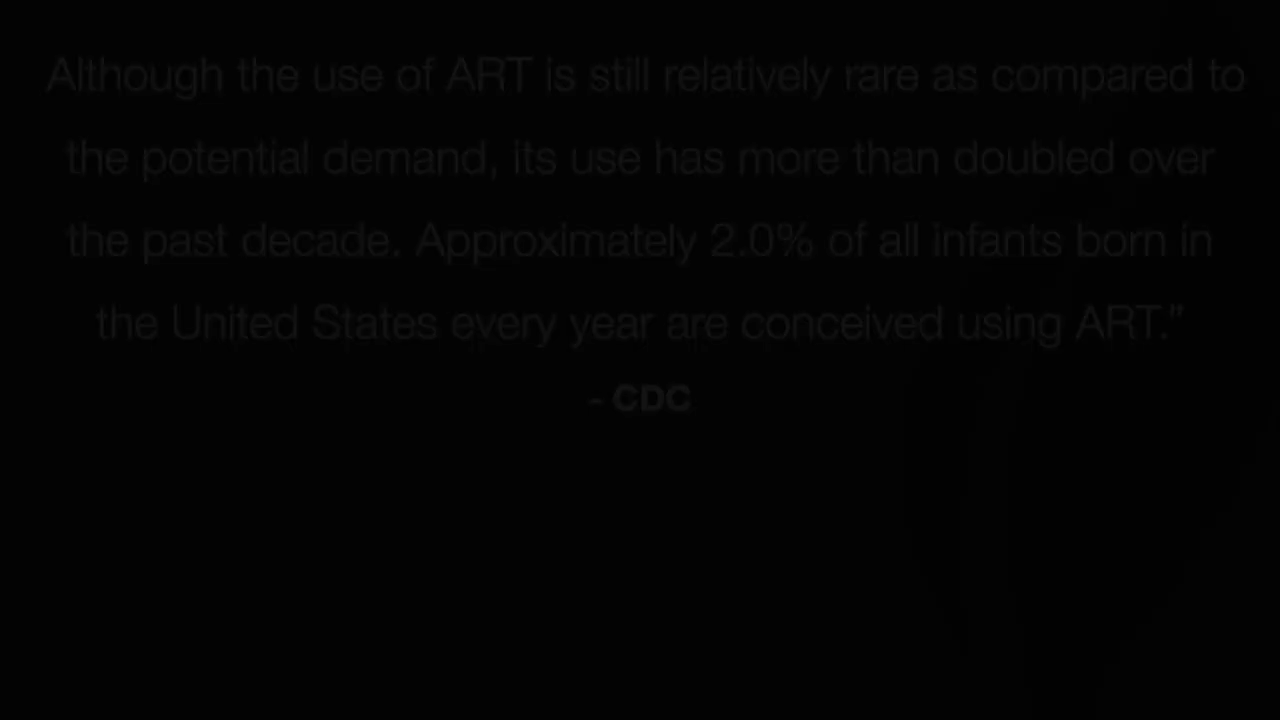 Although the use of ART is still relatively rare as compared to
the potential demand, its use has more than doubled over
the past decade. Approximately 2.0% of all infants born in
the United States every year are conceived using ART."
- CDC